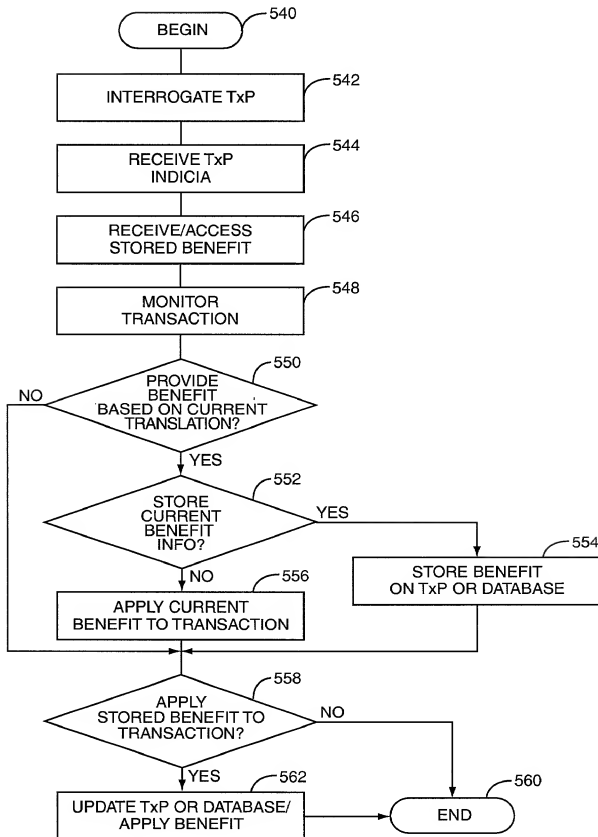 BEGIN
540
INTERROGATE TxP
542
RECEIVE TxP
INDICIA
544
RECEIVE/ACCESS
STORED BENEFIT
546
MONITOR
TRANSACTION
548
PROVIDE
BENEFIT
BASED ON CURRENT
TRANSLATION?
550
NO
YES
STORE
CURRENT
BENEFIT
INFO?
552
YES
NO
STORE BENEFIT
ON TxP OR DATABASE
554
APPLY CURRENT
BENEFIT TO TRANSACTION
556
APPLY
STORED BENEFIT TO
TRANSACTION?
558
NO
YES
UPDATE TxP OR DATABASE/
APPLY BENEFIT
562
END
560